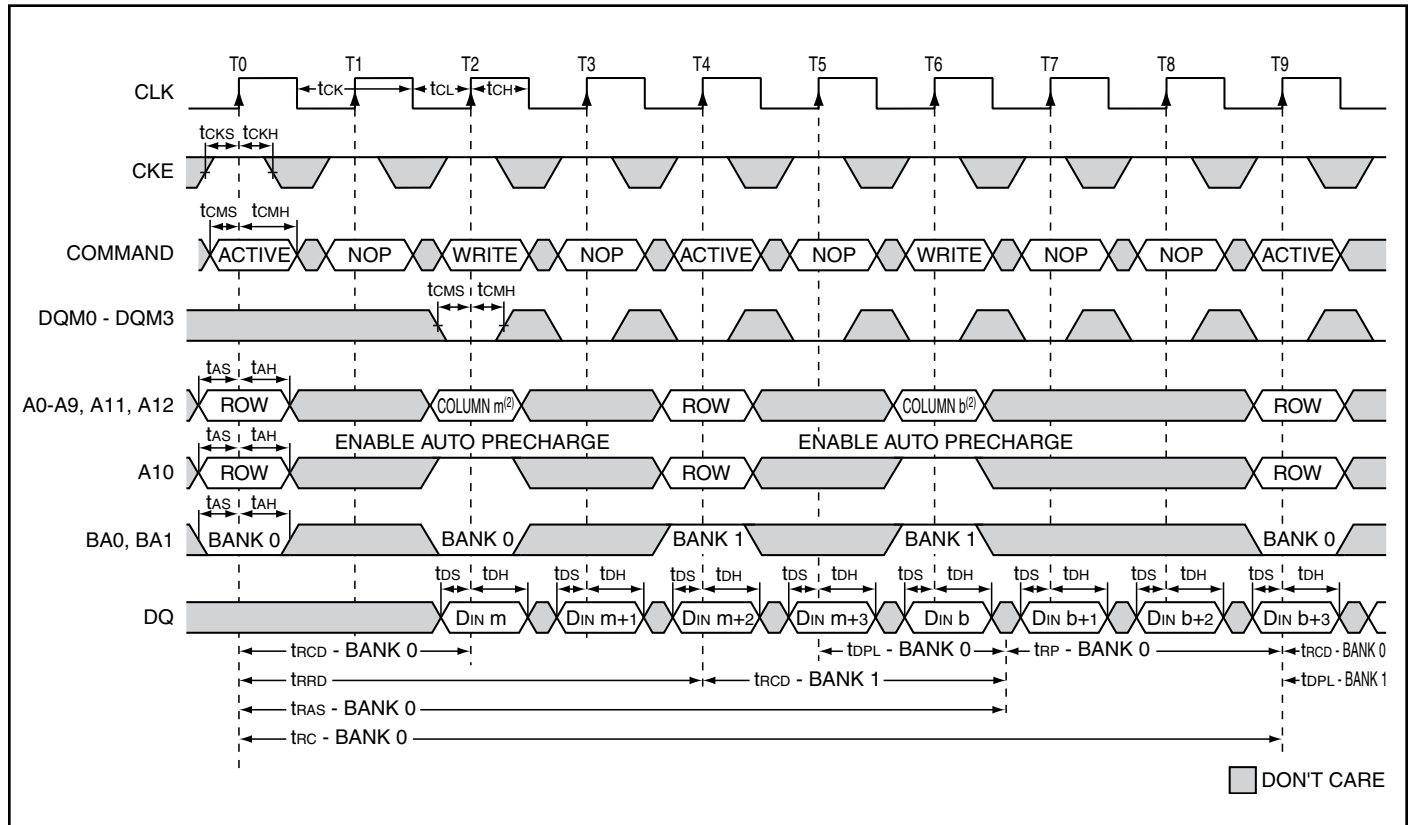 T0 T1 T2 T3 T4 T5 T6 T7 T8 T9
CLK tCK tCL tCH
tCKS tCKH
CKE
tCMS tCMH
COMMAND ACTIVE NOP WRITE NOP ACTIVE NOP WRITE NOP NOP ACTIVE
tCMS tCMH
DQM0 - DQM3
tAS tAH
A0-A9, A11, A12 ROW COLUMN m(2) ROW COLUMN b(2) ROW
tAS tAH ENABLE AUTO PRECHARGE ENABLE AUTO PRECHARGE
A10 ROW ROW ROW
tAS tAH
BA0, BA1 BANK 0 BANK 0 BANK 1 BANK 1 BANK 0
tDS tDH tDS tDH tDS tDH tDS tDH tDS tDH tDS tDH tDS tDH tDS tDH
DQ DIN m DIN m+1 DIN m+2 DIN m+3 DIN b DIN b+1 DIN b+2 DIN b+3
tRCD - BANK 0 tDPL - BANK 0 tRP - BANK 0 tRCD - BANK 0
tRRD tRCD - BANK 1 tDPL - BANK 1
tRAS - BANK 0
tRC - BANK 0
DON'T CARE